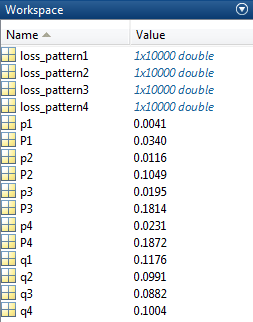 Workspace
Name Value
loss_pattern1 1x10000 double
loss_pattern2 1x10000 double
loss_pattern3 1x10000 double
loss_pattern4 1x10000 double
p1 0.0041
P1 0.0340
p2 0.0116
P2 0.1049
p3 0.0195
P3 0.1814
p4 0.0231
P4 0.1872
q1 0.1176
q2 0.0991
q3 0.0882
q4 0.1004